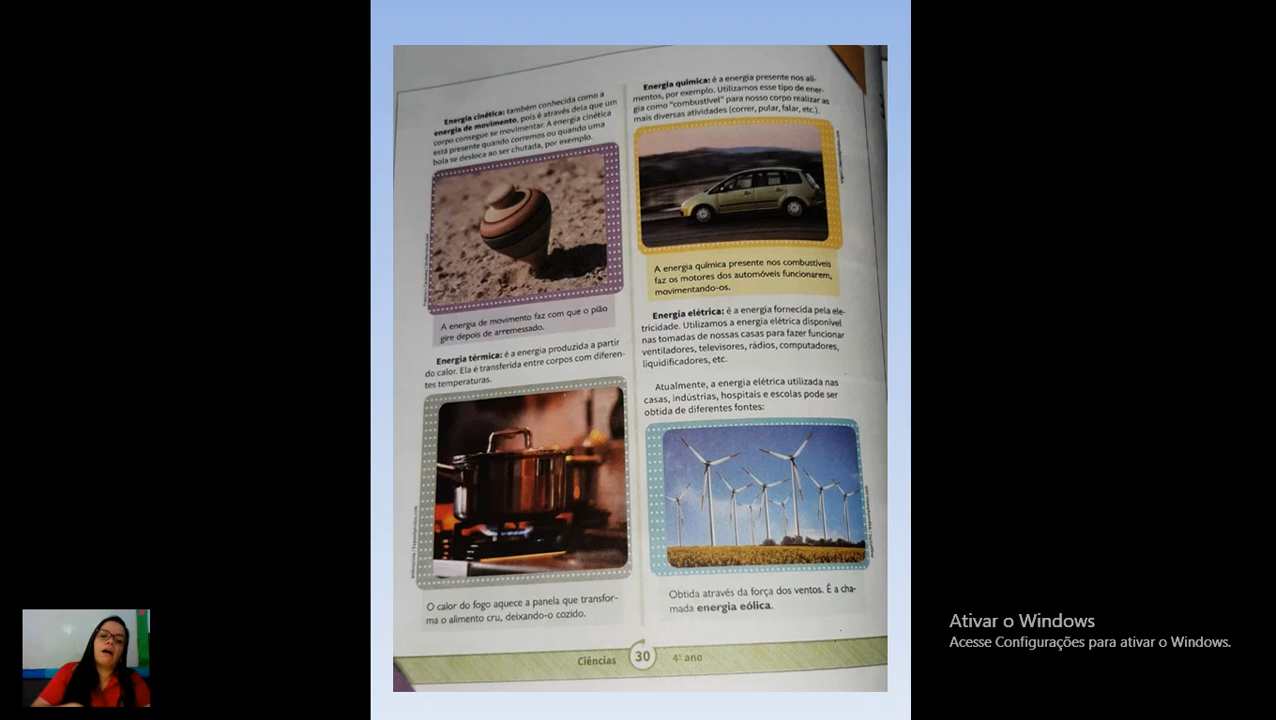 Energia cinética: também conhecida como a
energia de movimento, pois é através dela que um
corpo consegue se movimentar. A energia cinética
está presente quando corremos ou quando uma
bola se desloca ao ser chutada, por exemplo.
A energia de movimento faz com que o pião
gire depois de arremessado.
Energia térmica: é a energia produzida a partir
do calor. Ela é transferida entre corpos com diferen-
tes temperaturas.
O calor do fogo aquece a panela que transfor-
ma o alimento cru, deixando-o cozido.
Energia química: é a energia presente nos ali-
mentos, por exemplo. Utilizamos esse tipo de ener-
gia como "combustível" para nosso corpo realizar as
mais diversas atividades (correr, pular, falar, etc.).
A energia química presente nos combustíveis
faz os motores dos automóveis funcionarem,
movimentando-os.
Energia elétrica: é a energia fornecida pela ele-
tricidade. Utilizamos a energia elétrica disponível
nas tomadas de nossas casas para fazer funcionar
ventiladores, televisores, rádios, computadores,
liquidificadores, etc.
Atualmente, a energia elétrica utilizada nas
casas, indústrias, hospitais e escolas pode ser
obtida de diferentes fontes:
Obtida através da força dos ventos. É a cha-
mada energia eólica.
Ciências 30 4º ano
Ativar o Windows
Acesse Configurações para ativar o Windows.